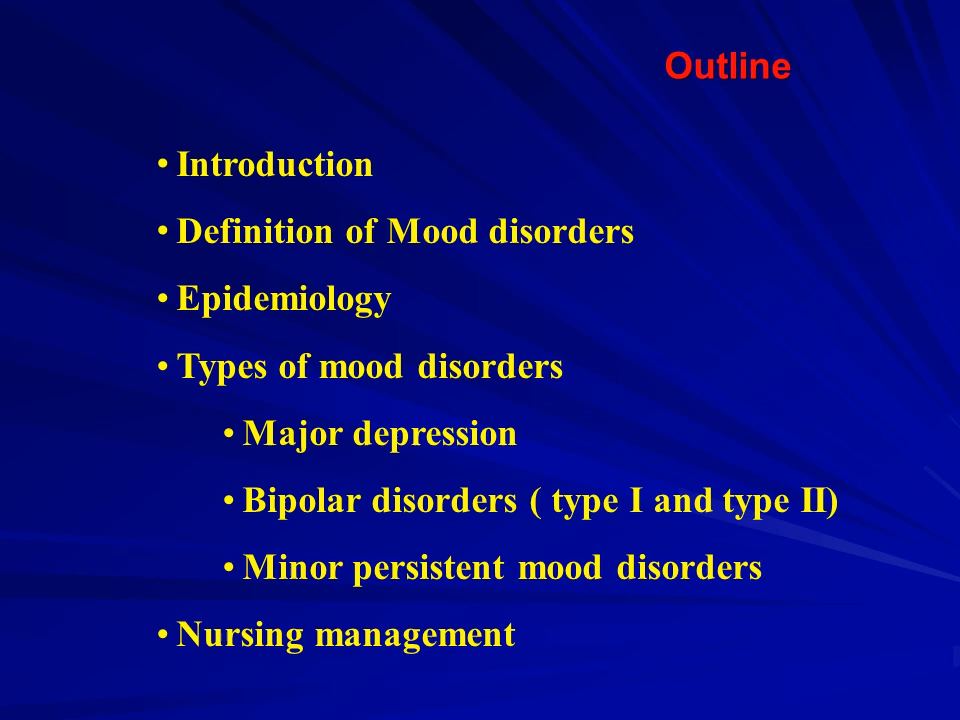 Outline
• Introduction
• Definition of Mood disorders
• Epidemiology
• Types of mood disorders
• Major depression
• Bipolar disorders ( type I and type II)
• Minor persistent mood disorders
• Nursing management